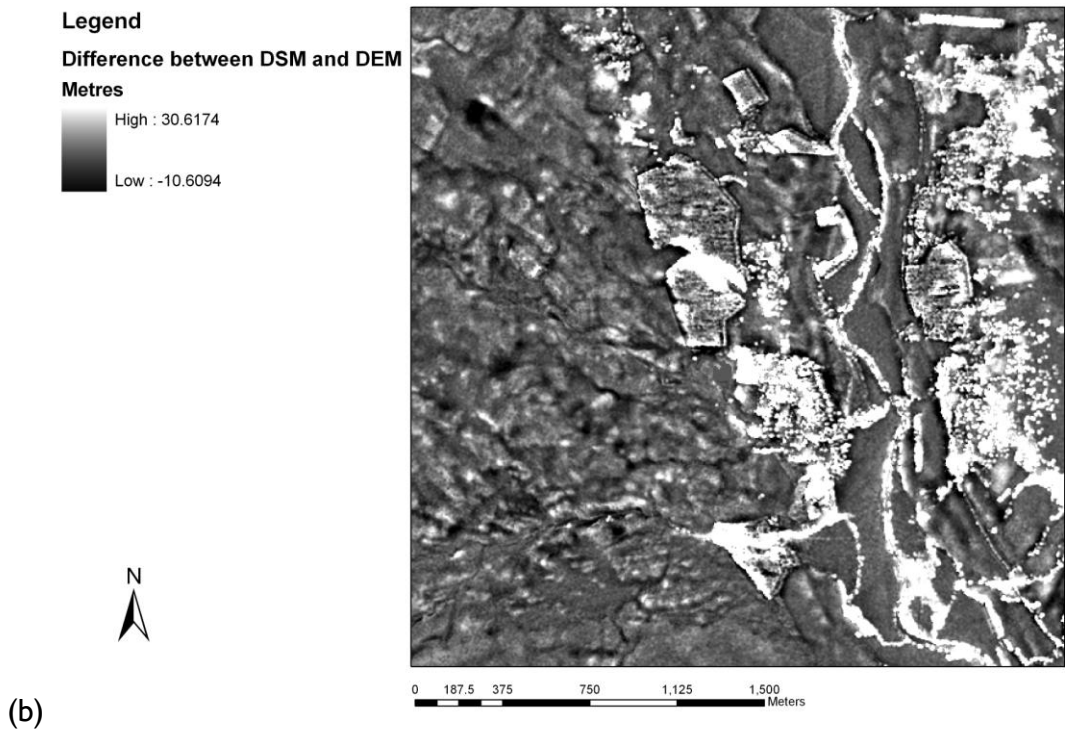 Legend
Difference between DSM and DEM
Metres
High : 30.6174
Low : -10.6094
N
0 187.5 375 750 1,125 1,500
Meters
(b)